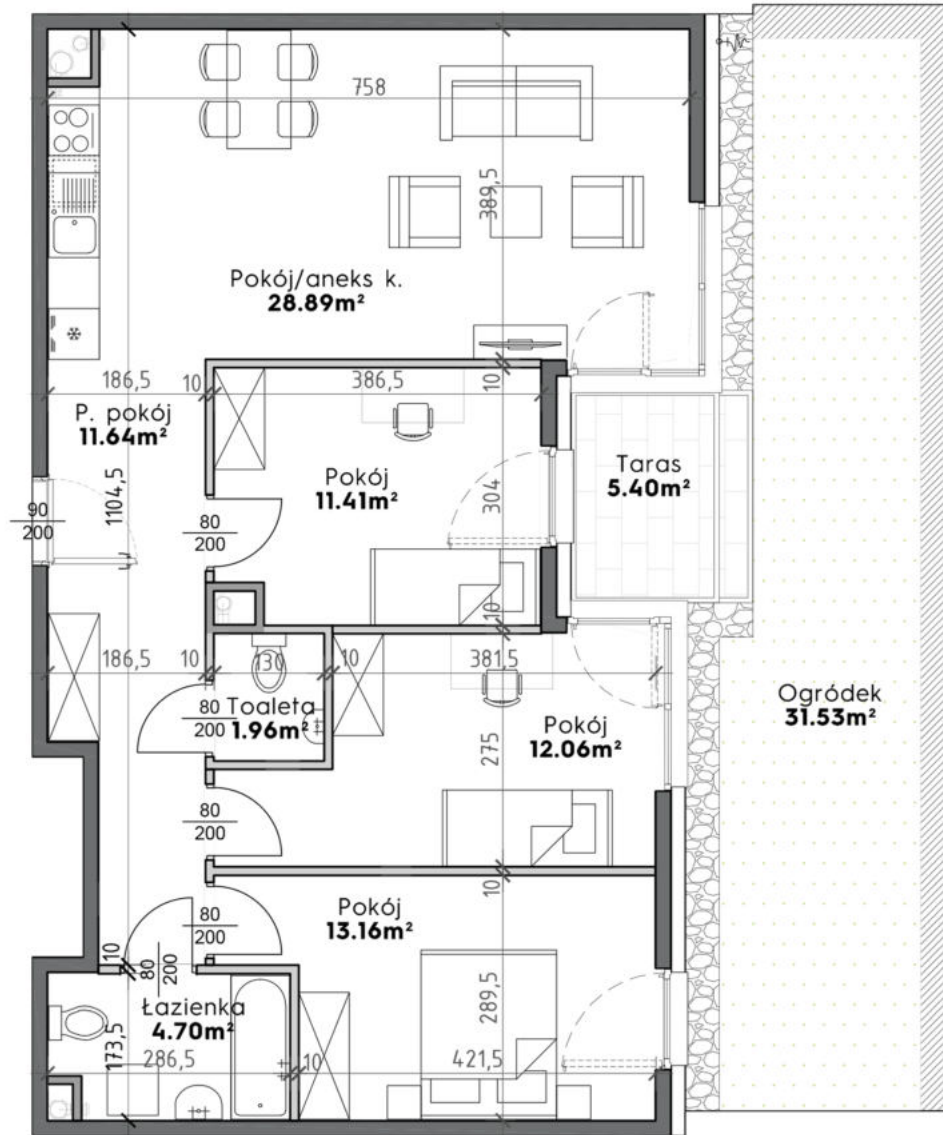 758
389,5
Pokój/aneks k.
28.89m²
186,5
10
386,5
10
P. pokój
11.64m²
1104,5
Pokój
11.41m²
304
Taras
5.40m²
90
200
80
200
10
186,5
10
130
10
381,5
Toaleta
1.96m²
80
200
Pokój
12.06m²
275
Ogródek
31.53m²
80
200
10
80
200
Pokój
13.16m²
10
80
200
Łazienka
4.70m²
289,5
173,5
286,5
10
421,5